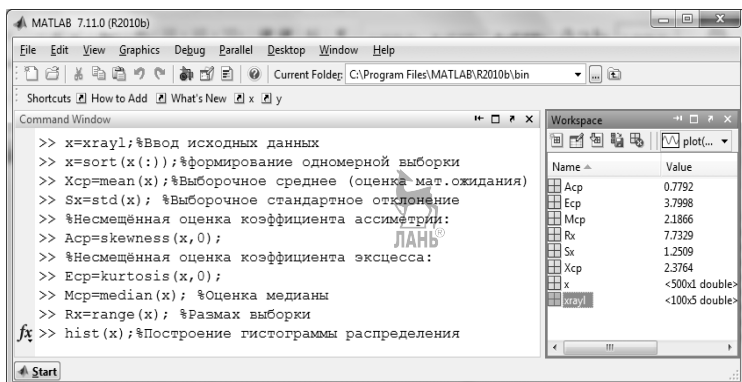 MATLAB 7.11.0 (R2010b)
File Edit View Graphics Debug Parallel Desktop Window Help
Current Folder: C:\Program Files\MATLAB\R2010b\bin
Shortcuts How to Add What's New x y
Command Window
>> x=xrayl;%Ввод исходных данных
>> x=sort(x(:));%формирование одномерной выборки
>> Xcp=mean(x);%Выборочное среднее (оценка мат.ожидания)
>> Sx=std(x); %Выборочное стандартное отклонение
>> %Несмещённая оценка коэффициента ассиметрии:
>> Acp=skewness(x,0);
>> %Несмещённая оценка коэффициента эксцесса:
>> Ecp=kurtosis(x,0);
>> Mcp=median(x); %Оценка медианы
>> Rx=range(x); %Размах выборки
fx >> hist(x);%Построение гистограммы распределения
ЛАНЬ®
Workspace
plot(...
Name Value
Acp 0.7792
Ecp 3.7998
Mcp 2.1866
Rx 7.7329
Sx 1.2509
Xcp 2.3764
x <500x1 double>
xrayl <100x5 double>
Start